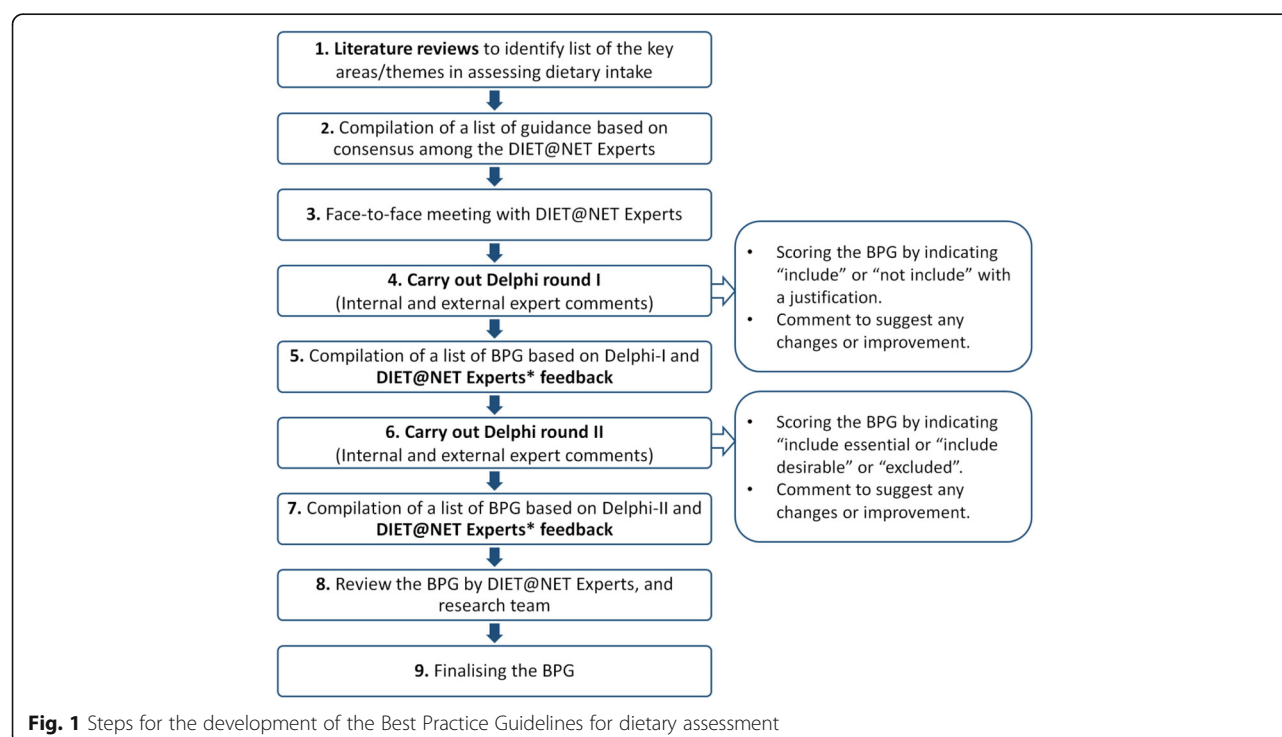 1. Literature reviews to identify list of the key
areas/themes in assessing dietary intake
2. Compilation of a list of guidance based on
consensus among the DIET@NET Experts
3. Face-to-face meeting with DIET@NET Experts
4. Carry out Delphi round I
(Internal and external expert comments)
• Scoring the BPG by indicating
“include” or “not include” with
a justification.
• Comment to suggest any
changes or improvement.
5. Compilation of a list of BPG based on Delphi-I and
DIET@NET Experts* feedback
6. Carry out Delphi round II
(Internal and external expert comments)
• Scoring the BPG by indicating
“include essential or “include
desirable” or “excluded”.
• Comment to suggest any
changes or improvement.
7. Compilation of a list of BPG based on Delphi-II and
DIET@NET Experts* feedback
8. Review the BPG by DIET@NET Experts, and
research team
9. Finalising the BPG
Fig. 1 Steps for the development of the Best Practice Guidelines for dietary assessment